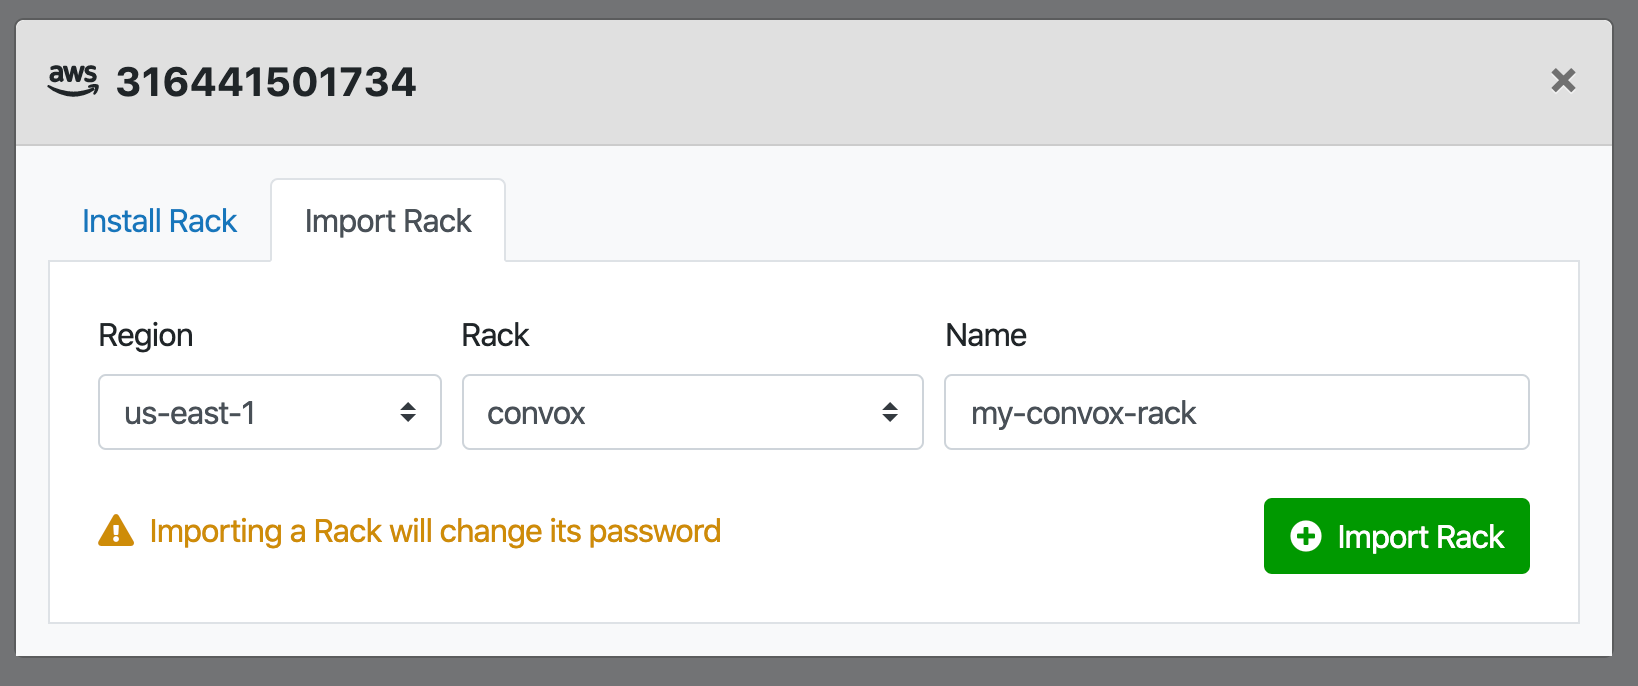 aws 316441501734
Install Rack Import Rack
Region Rack Name
us-east-1 convox my-convox-rack
Importing a Rack will change its password
Import Rack